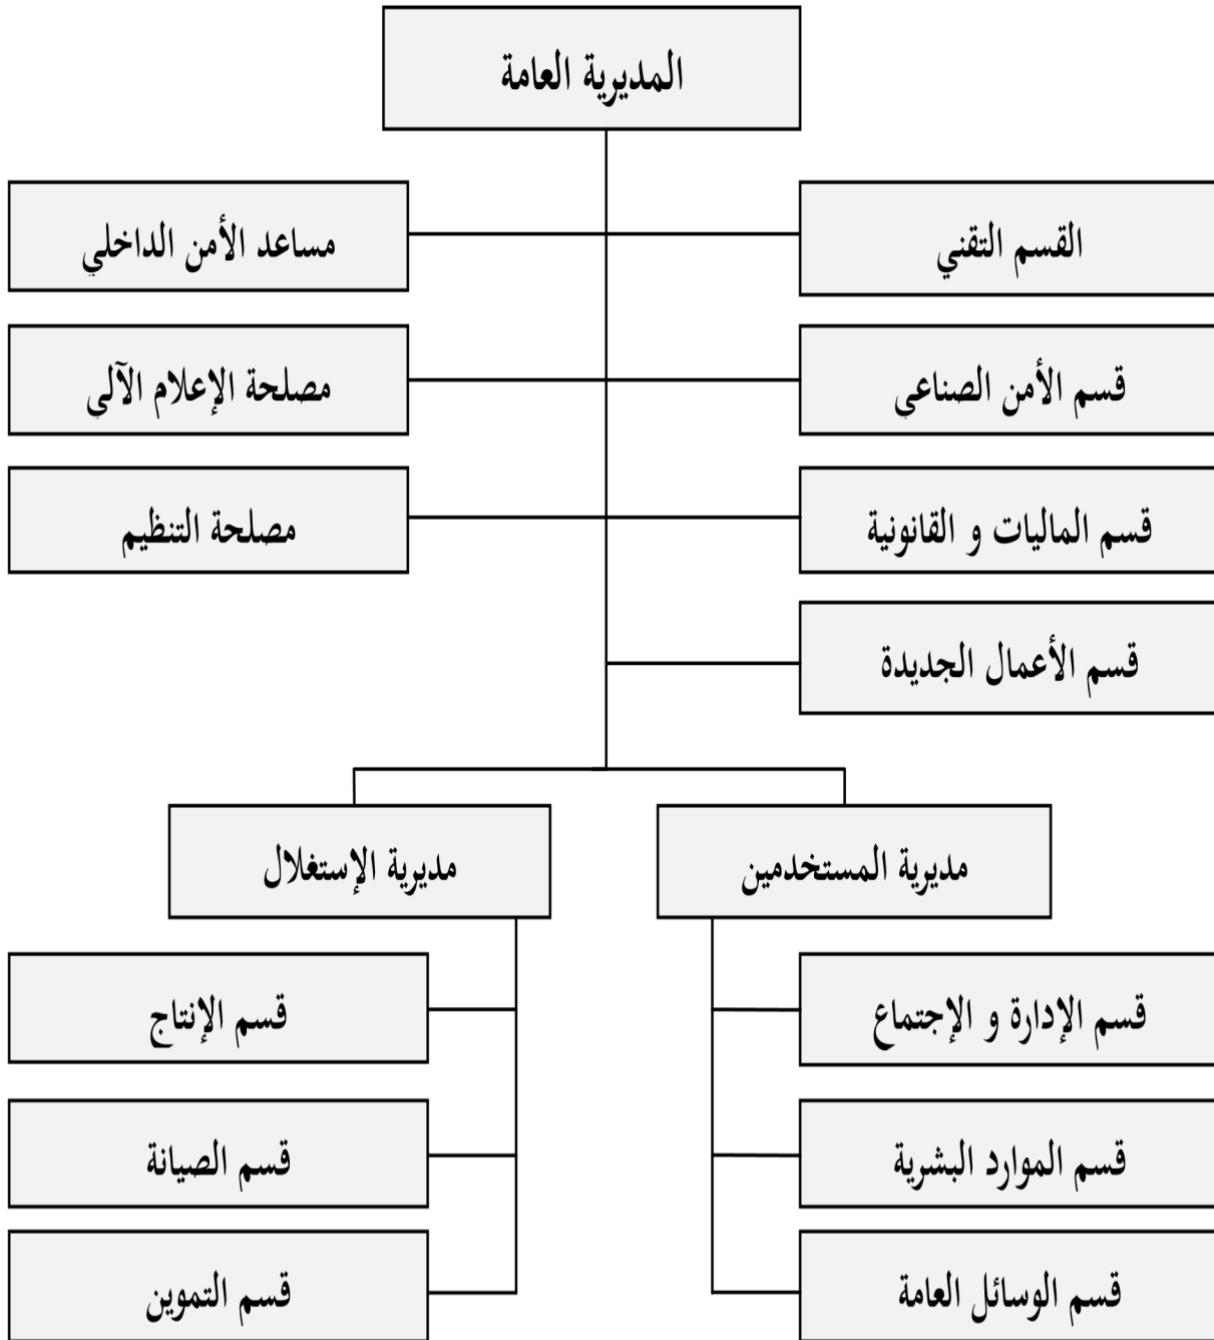 المديرية العامة
القسم التقني
مساعد الأمن الداخلي
قسم الأمن الصناعي
مصلحة الإعلام الآلي
قسم الماليات و القانونية
مصلحة التنظيم
قسم الأعمال الجديدة
مديرية المستخدمين
مديرية الإستغلال
قسم الإدارة و الإجتماع
قسم الإنتاج
قسم الموارد البشرية
قسم الصيانة
قسم الوسائل العامة
قسم التموين